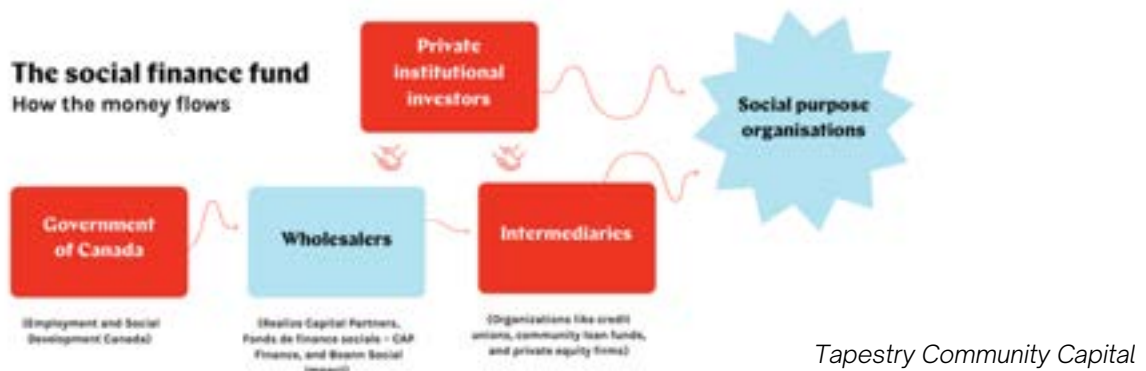 The social finance fund
How the money flows
Private
institutional
investors
Social purpose
organisations
Government
of Canada
Wholesalers
Intermediaries
(Employment and Social
Development Canada)
(Realize Capital Partners,
Fonds de finance sociale - CAP
Finance, and Boann Social
Impact)
(Organizations like credit
unions, community loan funds,
and private equity firms)
Tapestry Community Capital